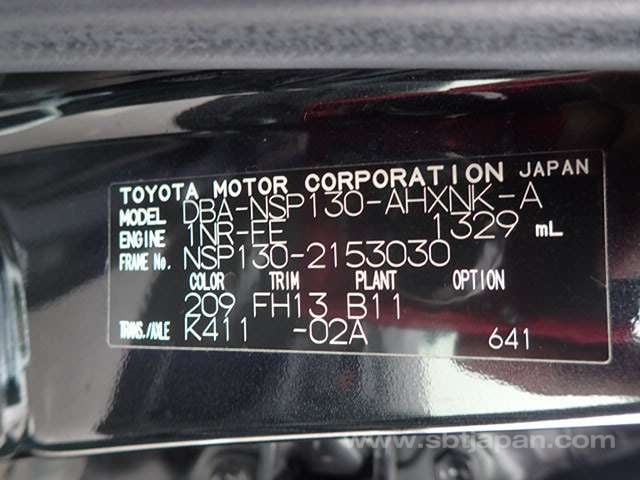 TOYOTA MOTOR CORPORATION JAPAN
MODEL DBA-NSP130-AHXNK-A
ENGINE 1NR-FE 1329 mL
FRAME No. NSP130-2153030
COLOR TRIM PLANT OPTION
209 FH13 B11
TRANS./AXLE K411 -02A 641
www.sbtjapan.com